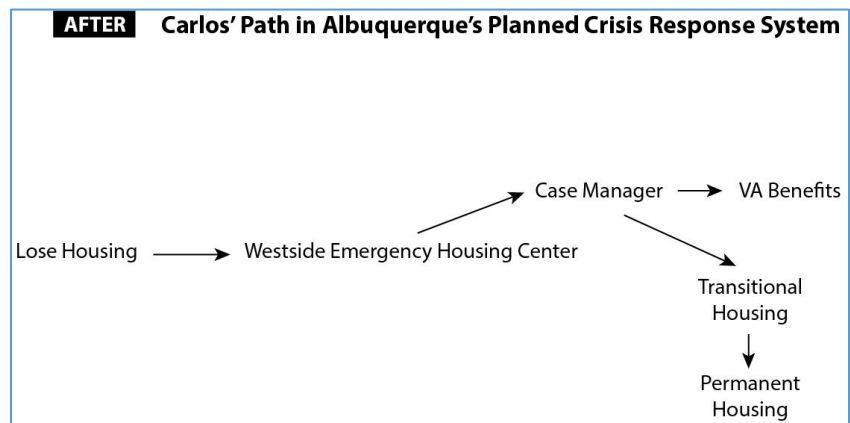 AFTER Carlos’ Path in Albuquerque’s Planned Crisis Response System
Case Manager
VA Benefits
Lose Housing
Westside Emergency Housing Center
Transitional
Housing
Permanent
Housing